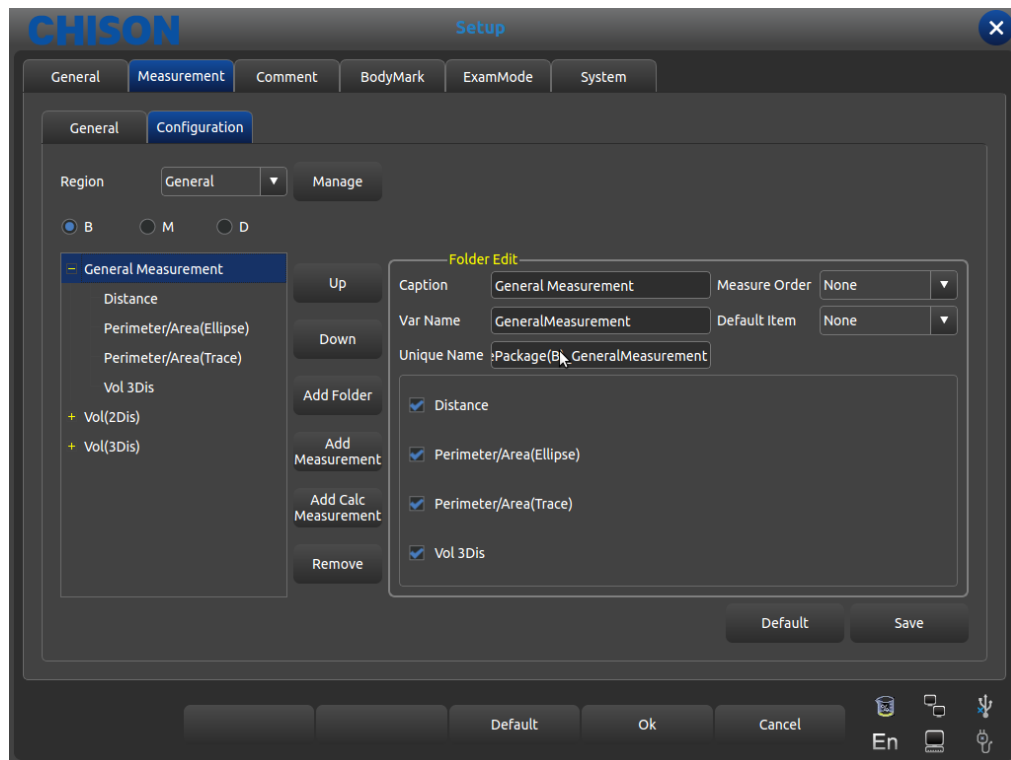 CHISON
Setup
General Measurement Comment BodyMark ExamMode System
General Configuration
Region General Manage
B M D
General Measurement
Distance
Perimeter/Area(Ellipse)
Perimeter/Area(Trace)
Vol 3Dis
Vol(2Dis)
Vol(3Dis)
Up
Down
Add Folder
Add
Measurement
Add Calc
Measurement
Remove
Folder Edit
Caption General Measurement Measure Order None
Var Name GeneralMeasurement Default Item None
Unique Name ePackage(B)_GeneralMeasurement
Distance
Perimeter/Area(Ellipse)
Perimeter/Area(Trace)
Vol 3Dis
Default Save
Default Ok Cancel
En